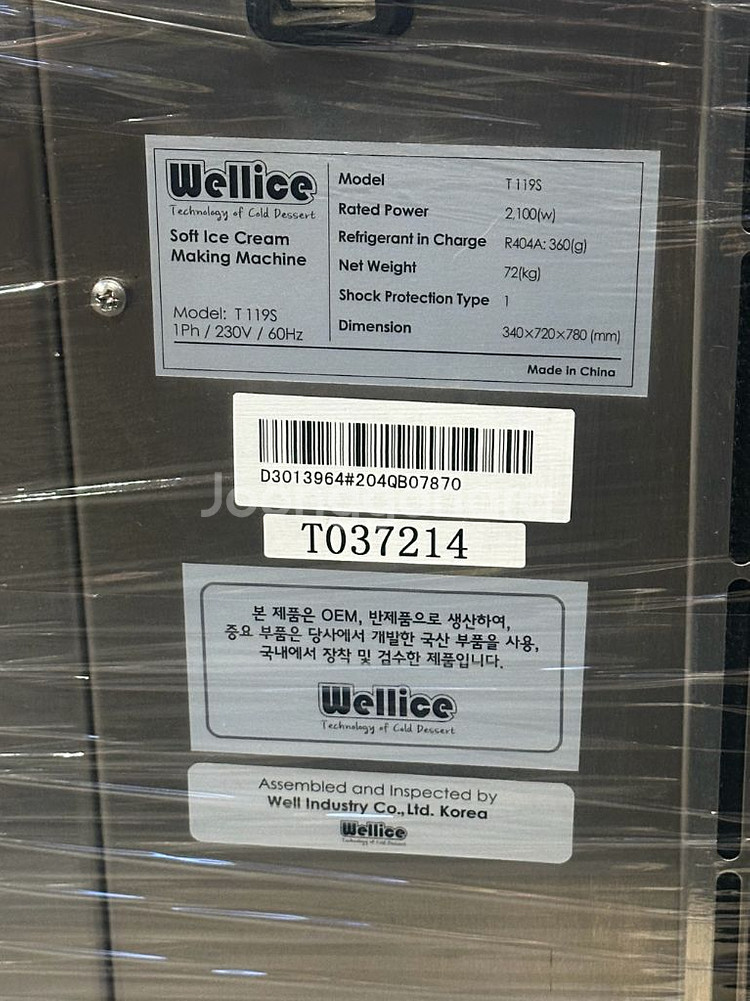 Wellice
Technology of Cold Dessert
Soft Ice Cream
Making Machine
Model: T119S
1Ph / 230V / 60Hz
Model T119S
Rated Power 2,100(w)
Refrigerant in Charge R404A: 360(g)
Net Weight 72(kg)
Shock Protection Type 1
Dimension 340×720×780 (mm)
Made in China
D3013964#204QB07870
T037214
본 제품은 OEM, 반제품으로 생산하여,
중요 부품은 당사에서 개발한 국산 부품을 사용,
국내에서 장착 및 검수한 제품입니다.
Wellice
Technology of Cold Dessert
Assembled and Inspected by
Well Industry Co.,Ltd. Korea
Wellice
Technology of Cold Dessert